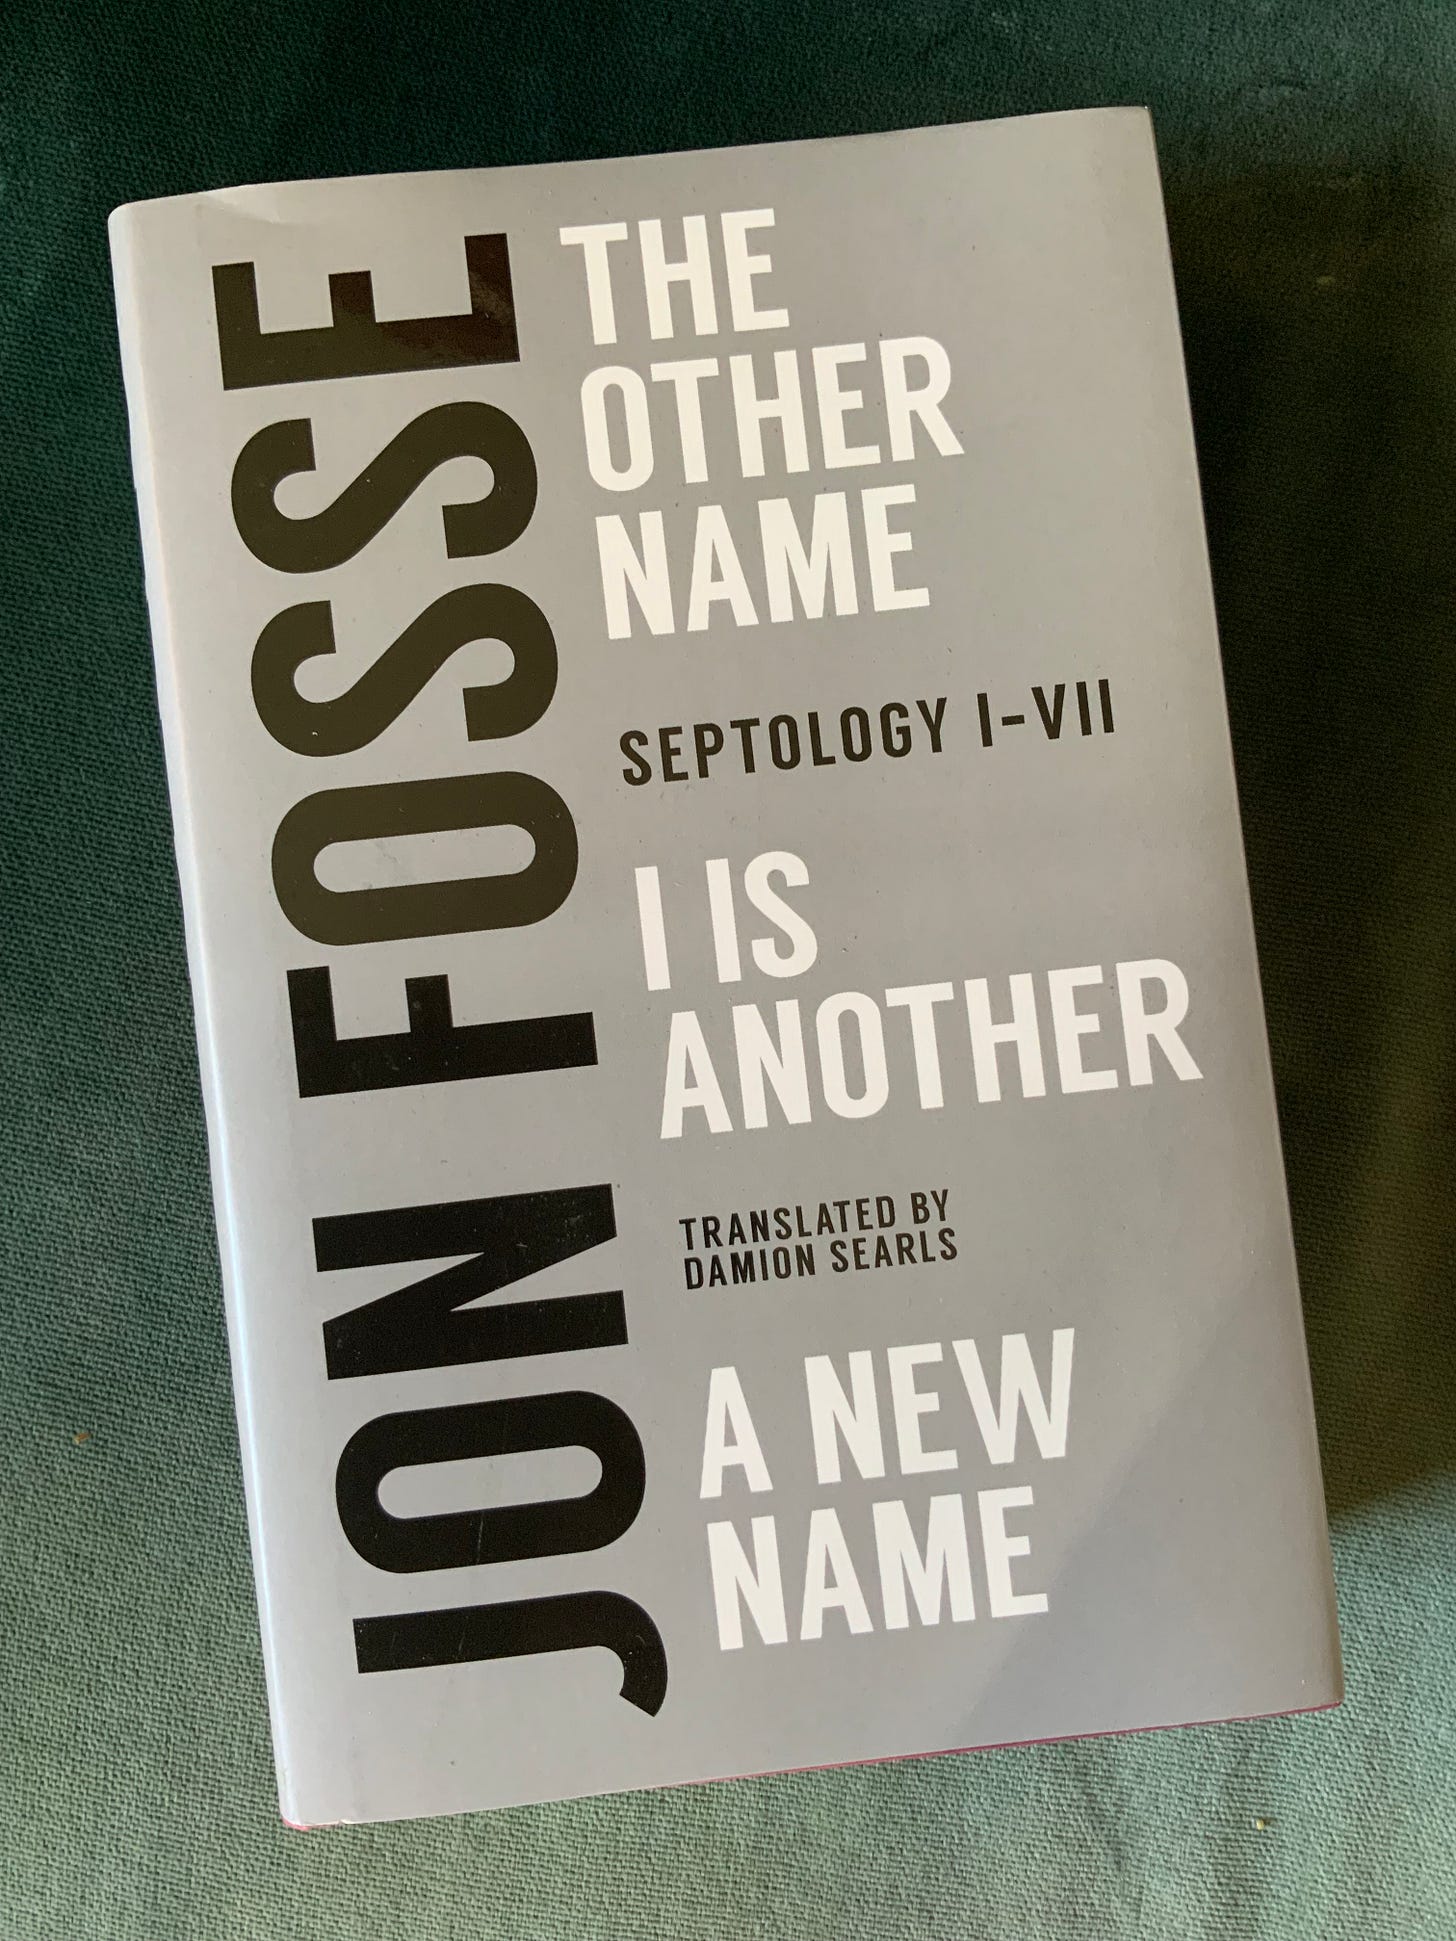 JON FOSSE
THE
OTHER
NAME
SEPTOLOGY I–VII
I IS
ANOTHER
TRANSLATED BY
DAMION SEARLS
A NEW
NAME